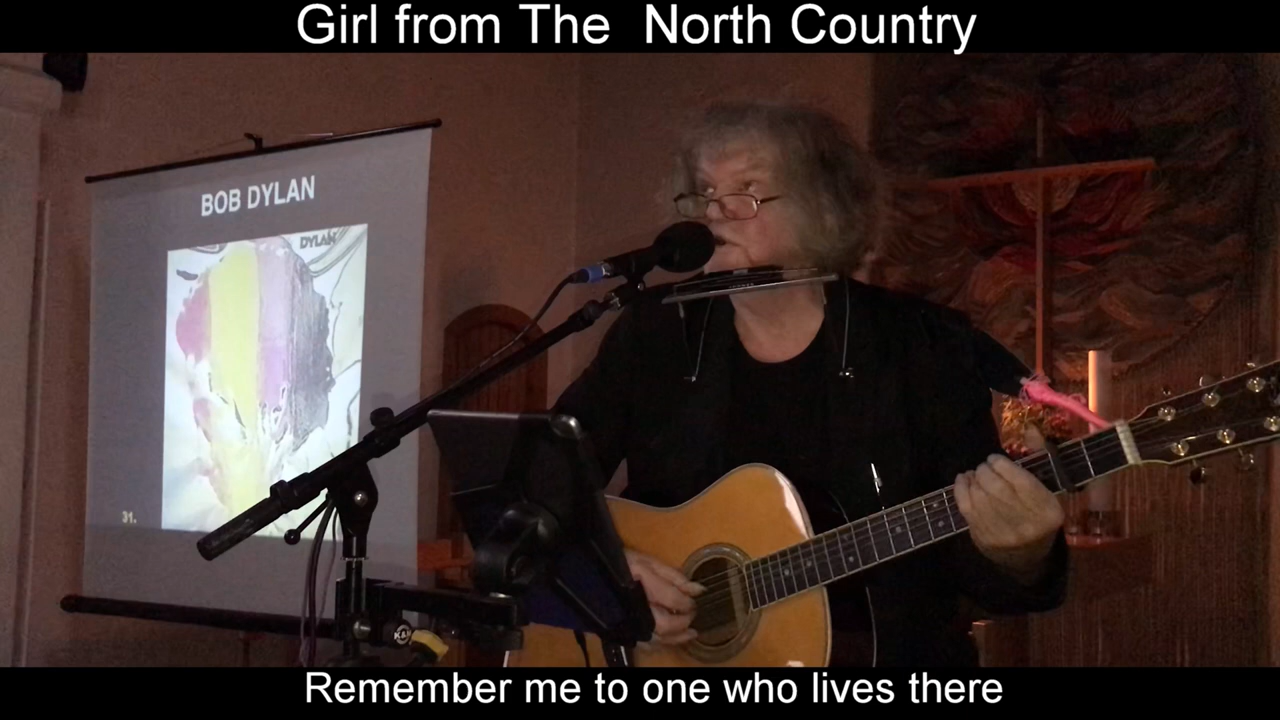 Girl from The  North Country
BOB DYLAN
DYLAN
31.
K&M
Remember me to one who lives there